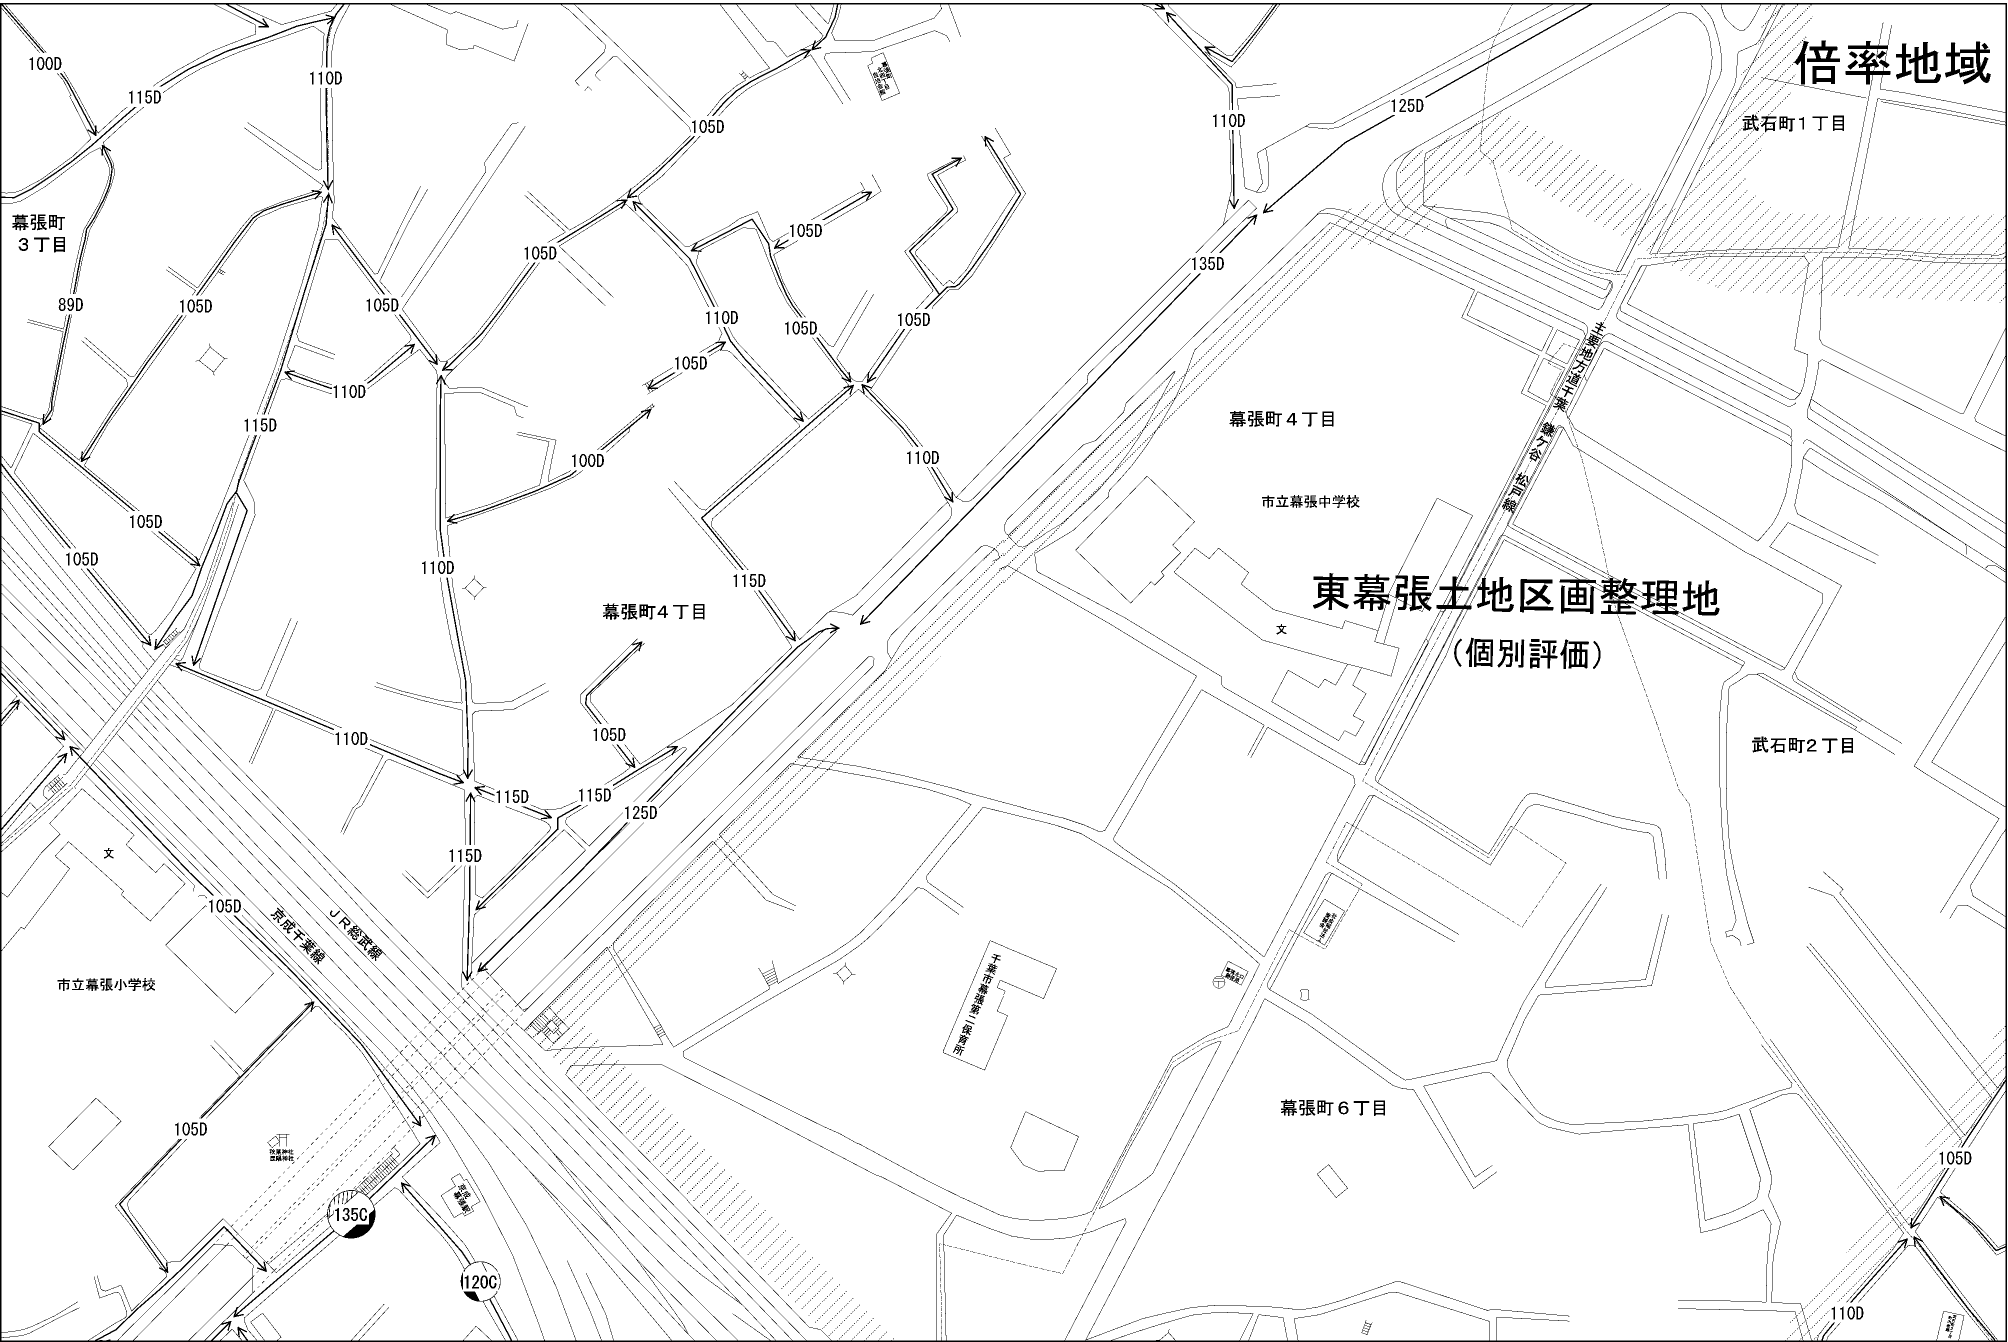 倍率地域
100D
110D
115D
125D
105D
110D
武石町１丁目
幕張町
３丁目
105D
105D
135D
89D
105D
105D
110D
105D
105D
105D
110D
主要地方道千葉 鎌ケ谷 松戸線
115D
幕張町４丁目
100D
110D
105D
市立幕張中学校
105D
110D
115D
東幕張土地区画整理地
（個別評価）
幕張町４丁目
文
110D
105D
武石町２丁目
115D
115D
125D
文
115D
105D
京成千葉線
ＪＲ総武線
市立幕張小学校
千葉市幕張第二保育所
105D
幕張町６丁目
105D
135C
120C
110D